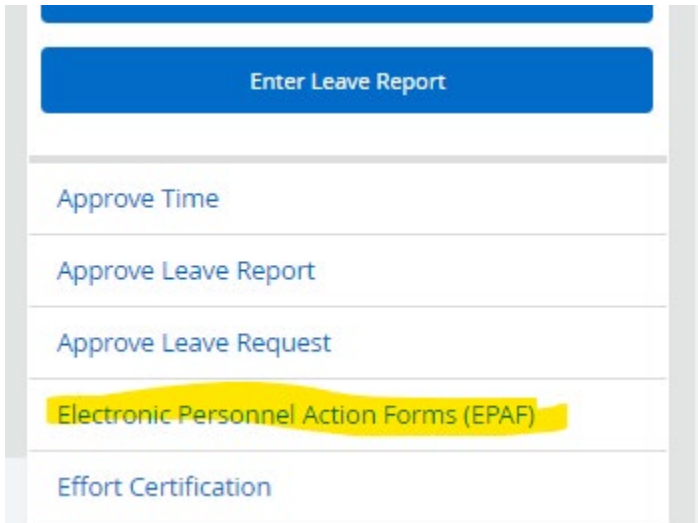 Enter Leave Report
Approve Time
Approve Leave Report
Approve Leave Request
Electronic Personnel Action Forms (EPAF)
Effort Certification